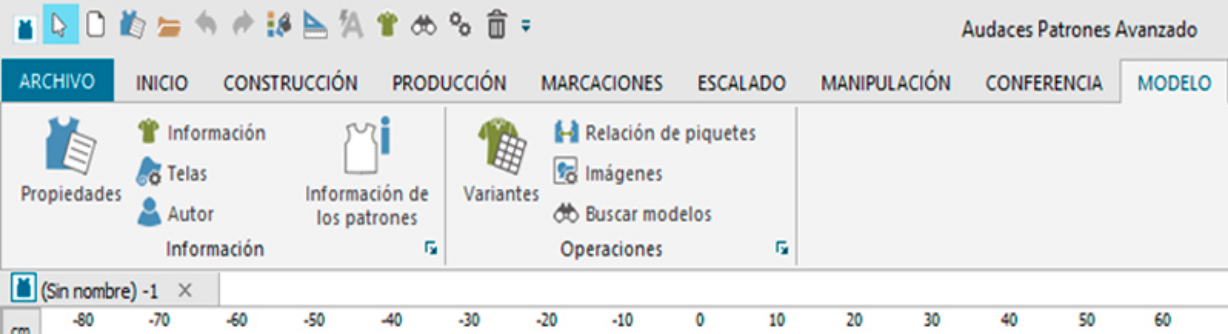 Audaces Patrones Avanzado
ARCHIVO INICIO CONSTRUCCIÓN PRODUCCIÓN MARCACIONES ESCALADO MANIPULACIÓN CONFERENCIA MODELO
Propiedades
Información
Telas
Autor
Información de
los patrones
Información
Variantes
Relación de piquetes
Imágenes
Buscar modelos
Operaciones
(Sin nombre) -1
cm -80 -70 -60 -50 -40 -30 -20 -10 0 10 20 30 40 50 60